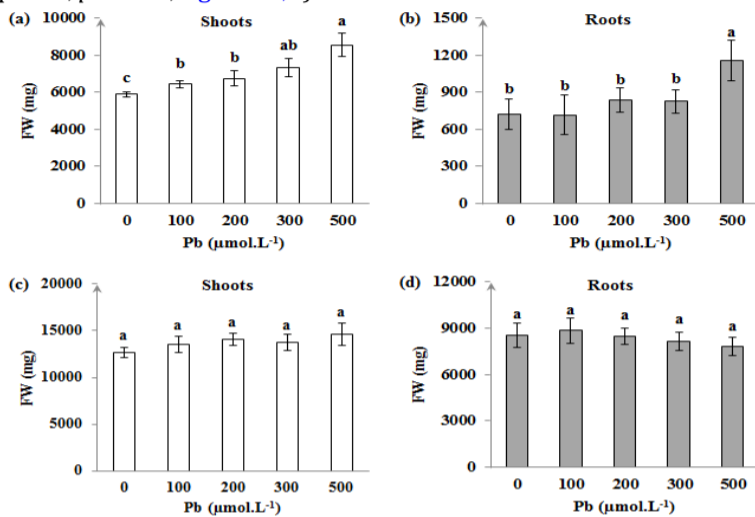 (a) Shoots
10000
8000
6000
4000
2000
0
FW (mg)
c b b ab a
0 100 200 300 500
Pb (µmol.L⁻¹)
(b) Roots
1500
1200
900
600
300
0
FW (mg)
b b b b a
0 100 200 300 500
Pb (µmol.L⁻¹)
(c) Shoots
20000
15000
10000
5000
0
FW (mg)
a a a a a
0 100 200 300 500
Pb (µmol.L⁻¹)
(d) Roots
12000
9000
6000
3000
0
FW (mg)
a a a a a
0 100 200 300 500
Pb (µmol.L⁻¹)